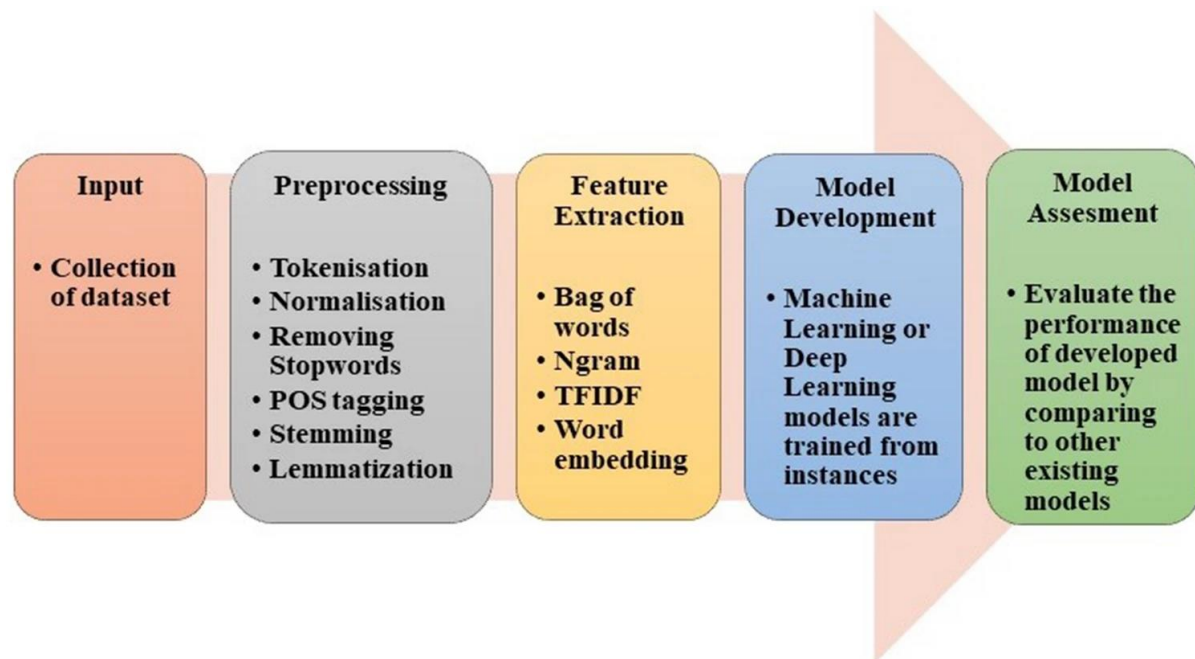 Input
• Collection
of dataset
Preprocessing
• Tokenisation
• Normalisation
• Removing
Stopwords
• POS tagging
• Stemming
• Lemmatization
Feature
Extraction
• Bag of
words
• Ngram
• TFIDF
• Word
embedding
Model
Development
• Machine
Learning or
Deep
Learning
models are
trained from
instances
Model
Assesment
• Evaluate the
performance
of developed
model by
comparing
to other
existing
models